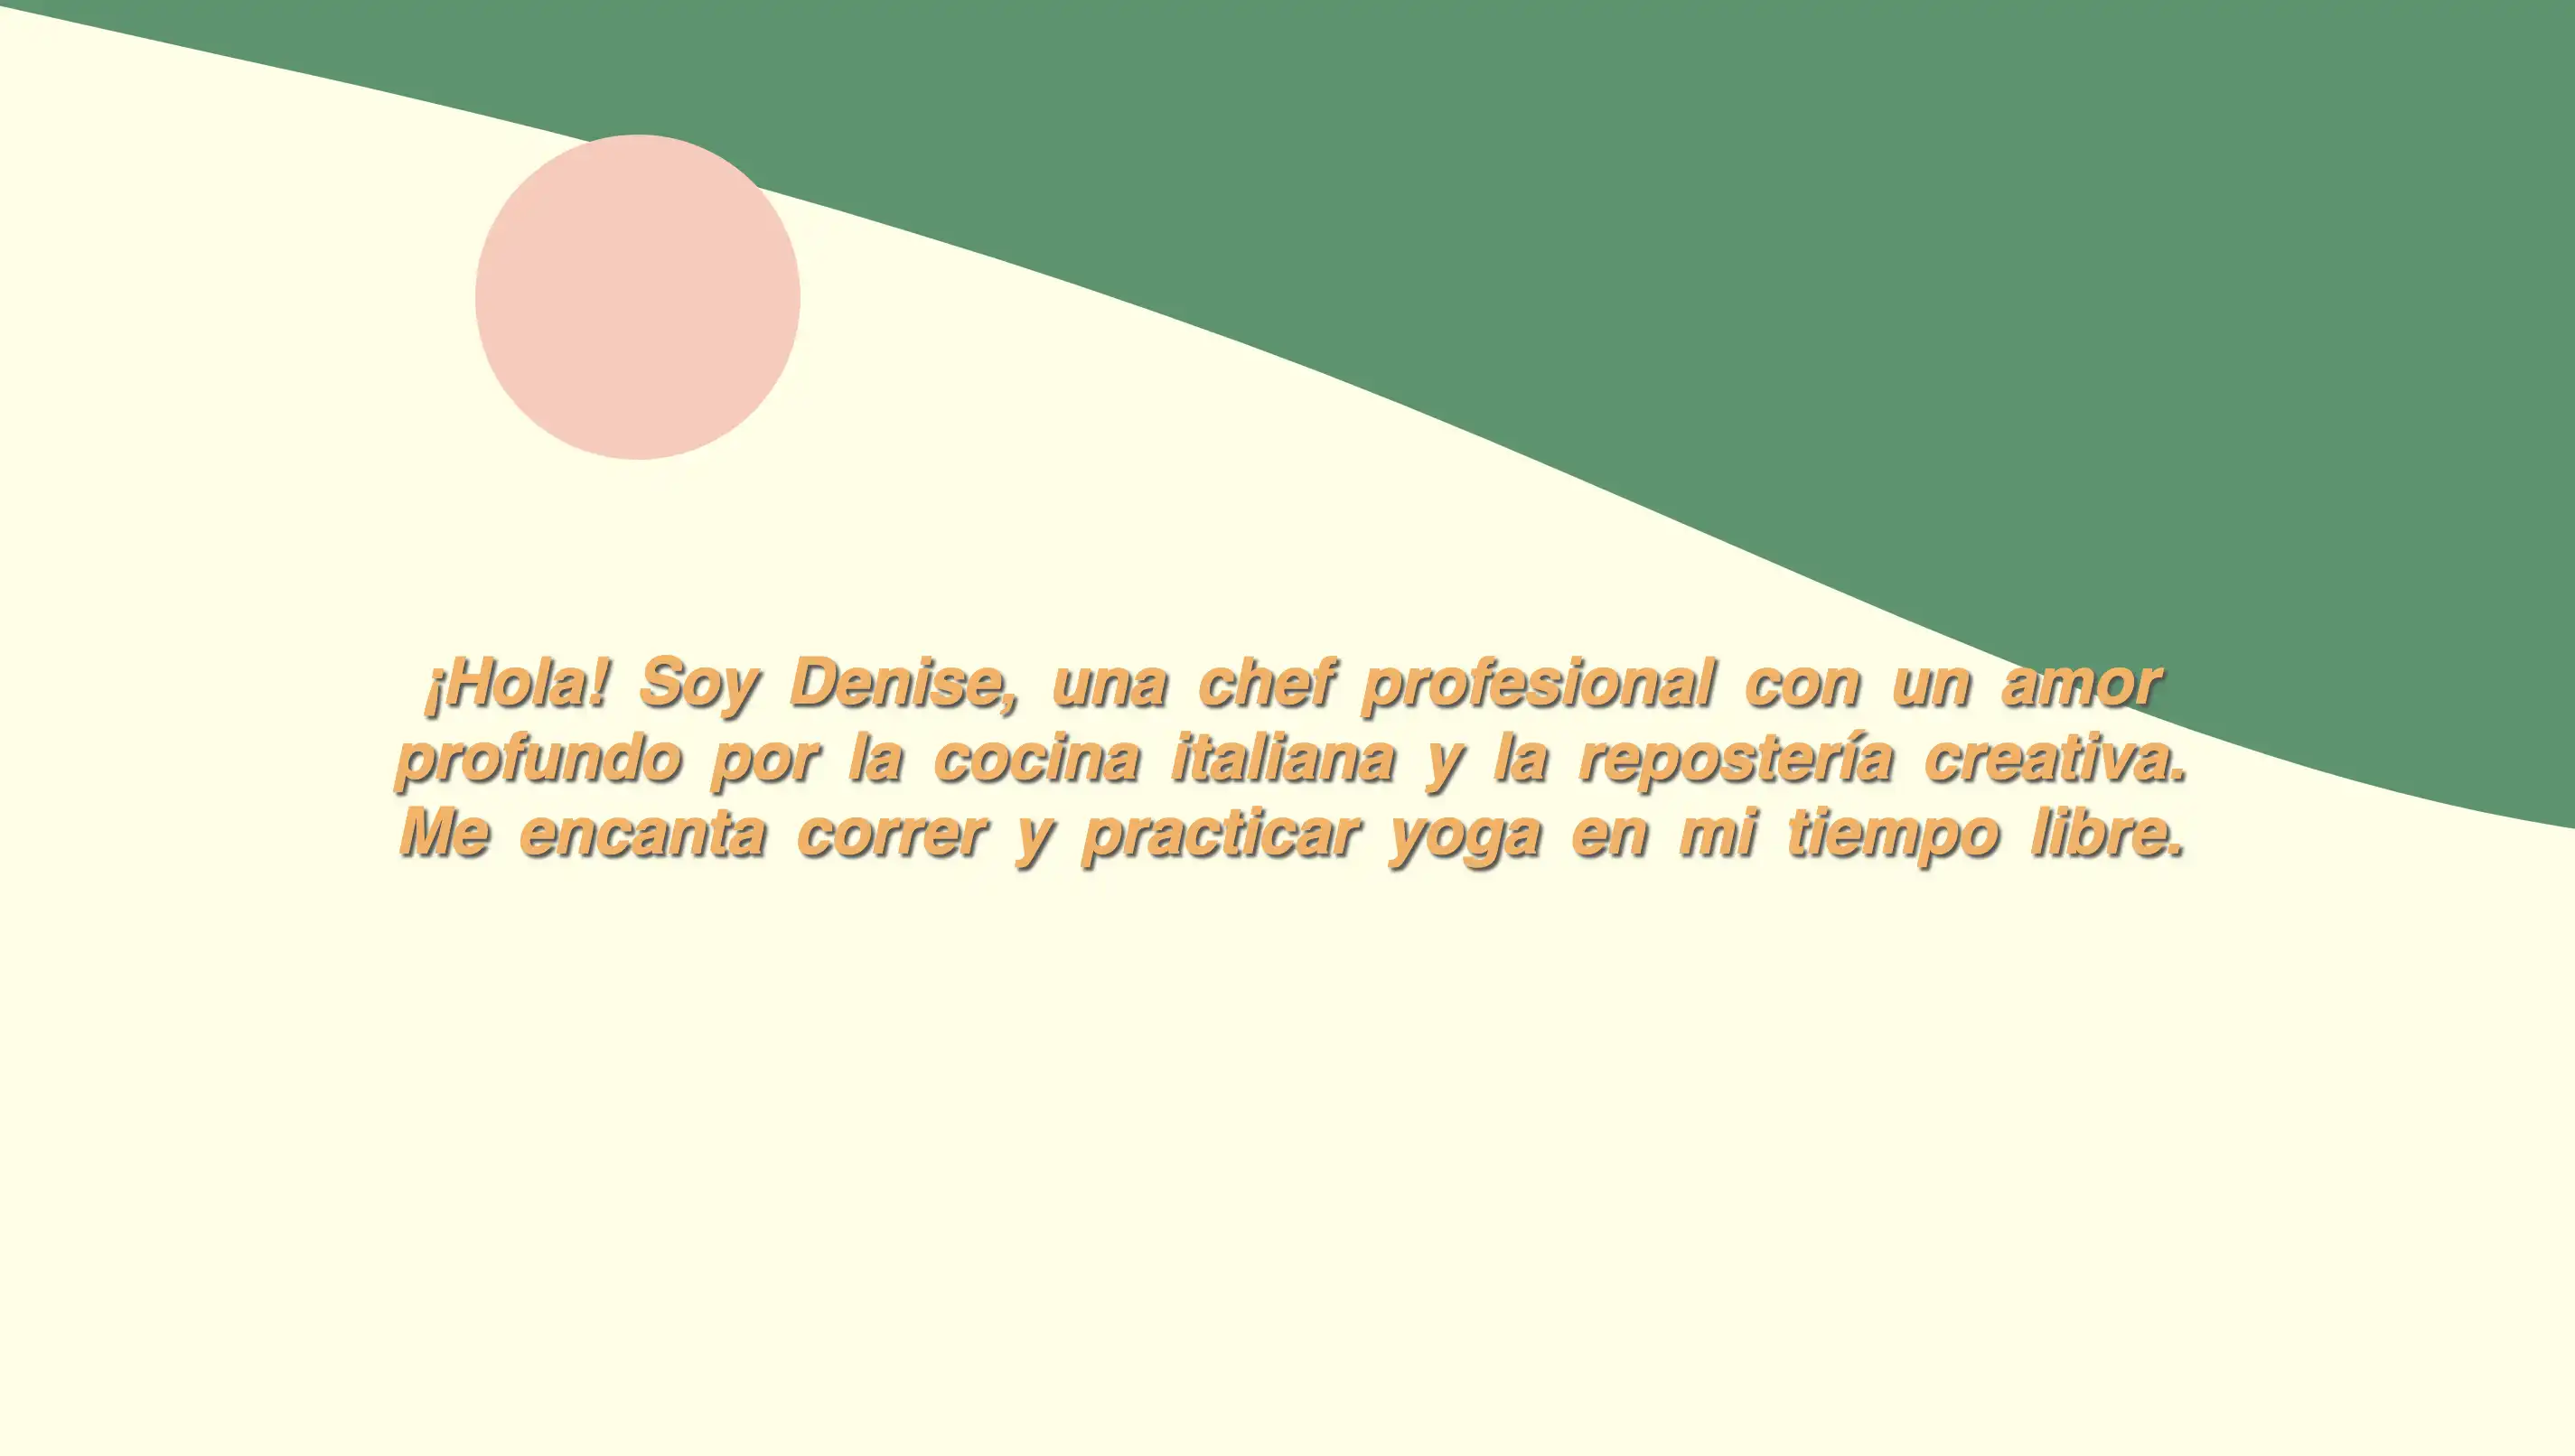 ¡Hola! Soy Denise, una chef profesional con un amor
profundo por la cocina italiana y la repostería creativa.
Me encanta correr y practicar yoga en mi tiempo libre.